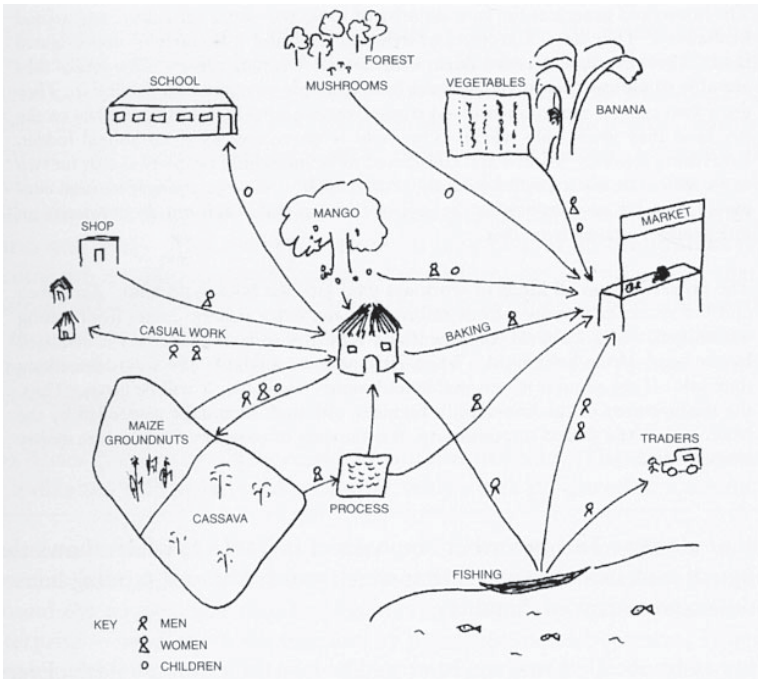 FOREST
MUSHROOMS
SCHOOL
VEGETABLES
BANANA
MANGO
MARKET
SHOP
CASUAL WORK
BAKING
MAIZE
GROUNDNUTS
CASSAVA
PROCESS
TRADERS
FISHING
KEY
MEN
WOMEN
CHILDREN